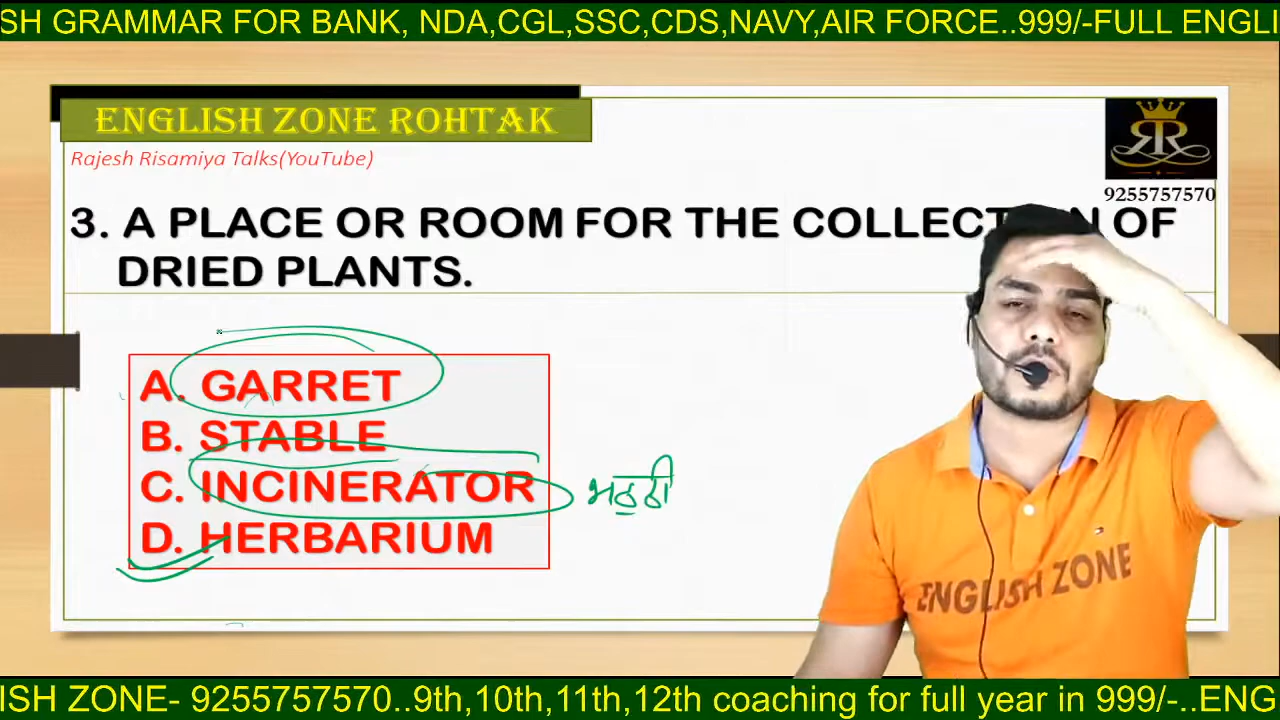 SH GRAMMAR FOR BANK, NDA,CGL,SSC,CDS,NAVY,AIR FORCE..999/-FULL ENGLI
ENGLISH ZONE ROHTAK
Rajesh Risamiya Talks(YouTube)
RR
9255757570
3. A PLACE OR ROOM FOR THE OF
DRIED PLANTS.
A. GARRET
B. STABLE
C. INCINERATOR
D. HERBARIUM
ENGLISH ZONE
ISH ZONE- 9255757570..9th,10th,11th,12th coaching for full year in 999/-..ENG